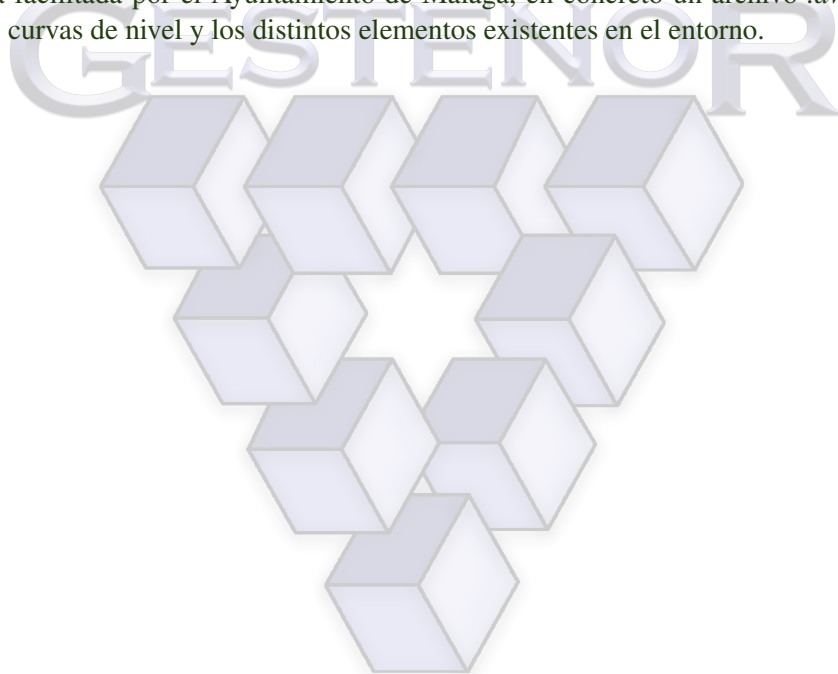 facilitada por el Ayuntamiento de Málaga, en concreto un archivo
curvas de nivel y los distintos elementos existentes en el entorno.
GESTENOR